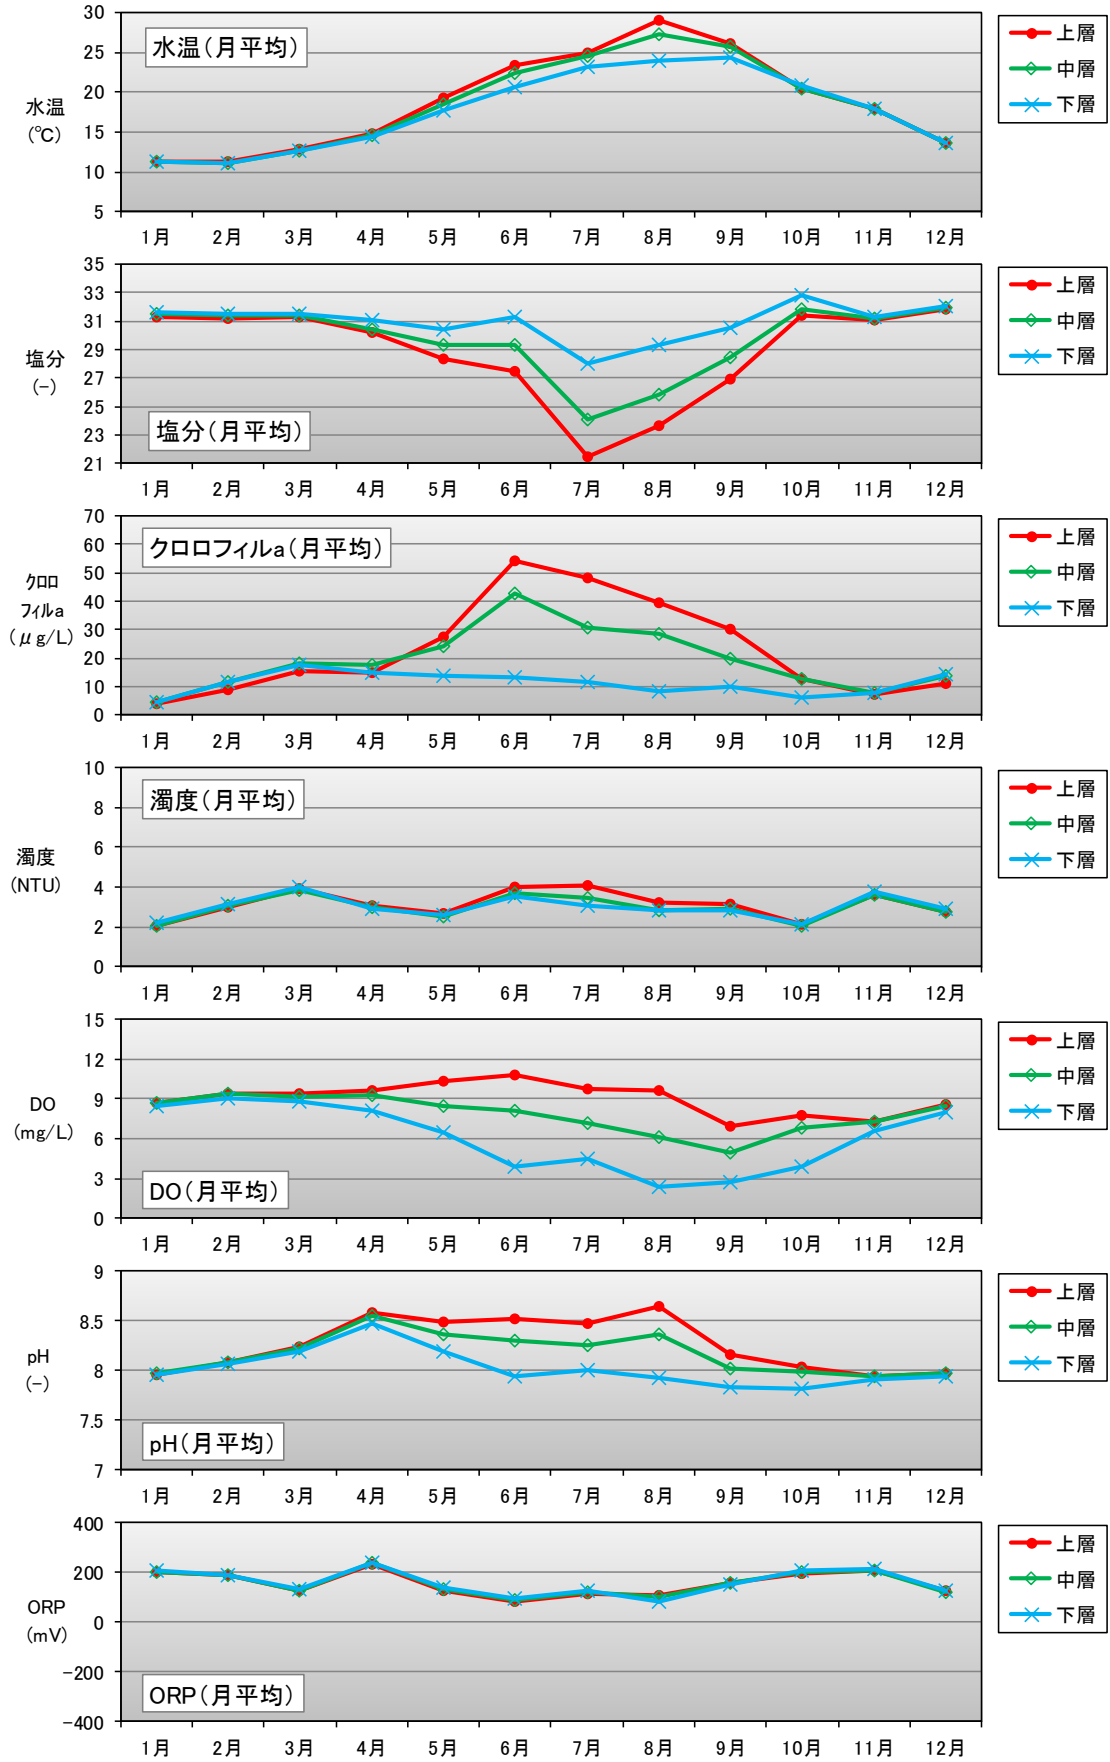 30
25
20
15
10
5
水温
(℃)
水温(月平均)
1月 2月 3月 4月 5月 6月 7月 8月 9月 10月 11月 12月
上層
中層
下層
35
33
31
29
27
25
23
21
塩分
(-)
塩分(月平均)
1月 2月 3月 4月 5月 6月 7月 8月 9月 10月 11月 12月
上層
中層
下層
70
60
50
40
30
20
10
0
クロロ
フィルa
(μg/L)
クロロフィルa(月平均)
1月 2月 3月 4月 5月 6月 7月 8月 9月 10月 11月 12月
上層
中層
下層
10
8
6
4
2
0
濁度
(NTU)
濁度(月平均)
1月 2月 3月 4月 5月 6月 7月 8月 9月 10月 11月 12月
上層
中層
下層
15
12
9
6
3
0
DO
(mg/L)
DO(月平均)
1月 2月 3月 4月 5月 6月 7月 8月 9月 10月 11月 12月
上層
中層
下層
9
8.5
8
7.5
7
pH
(-)
pH(月平均)
1月 2月 3月 4月 5月 6月 7月 8月 9月 10月 11月 12月
上層
中層
下層
400
200
0
-200
-400
ORP
(mV)
ORP(月平均)
1月 2月 3月 4月 5月 6月 7月 8月 9月 10月 11月 12月
上層
中層
下層